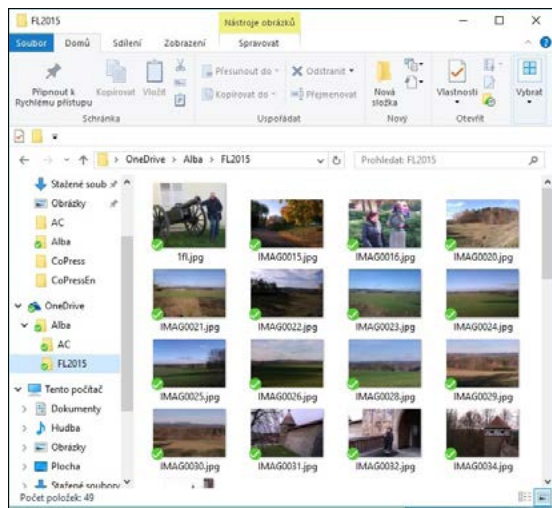 FL2015
Nástroje obrázků
Soubor Domů Sdílení Zobrazení Spravovat
Připnout k Rychlému přístupu
Kopírovat
Vložit
Přesunout do
Kopírovat do
Odstranit
Přejmenovat
Nová složka
Vlastnosti
Vybrat
Schránka Uspořádat Nový Otevřít
OneDrive > Alba > FL2015
Prohledat: FL2015
Stažené soub
Obrázky
AC
Alba
CoPress
CoPressEn
OneDrive
Alba
AC
FL2015
Tento počítač
Dokumenty
Hudba
Obrázky
Plocha
Stažené soubory
1fl.jpg IMAG0015.jpg IMAG0016.jpg IMAG0020.jpg
IMAG0021.jpg IMAG0022.jpg IMAG0023.jpg IMAG0024.jpg
IMAG0025.jpg IMAG0026.jpg IMAG0028.jpg IMAG0029.jpg
IMAG0030.jpg IMAG0031.jpg IMAG0032.jpg IMAG0034.jpg
Počet položek: 49